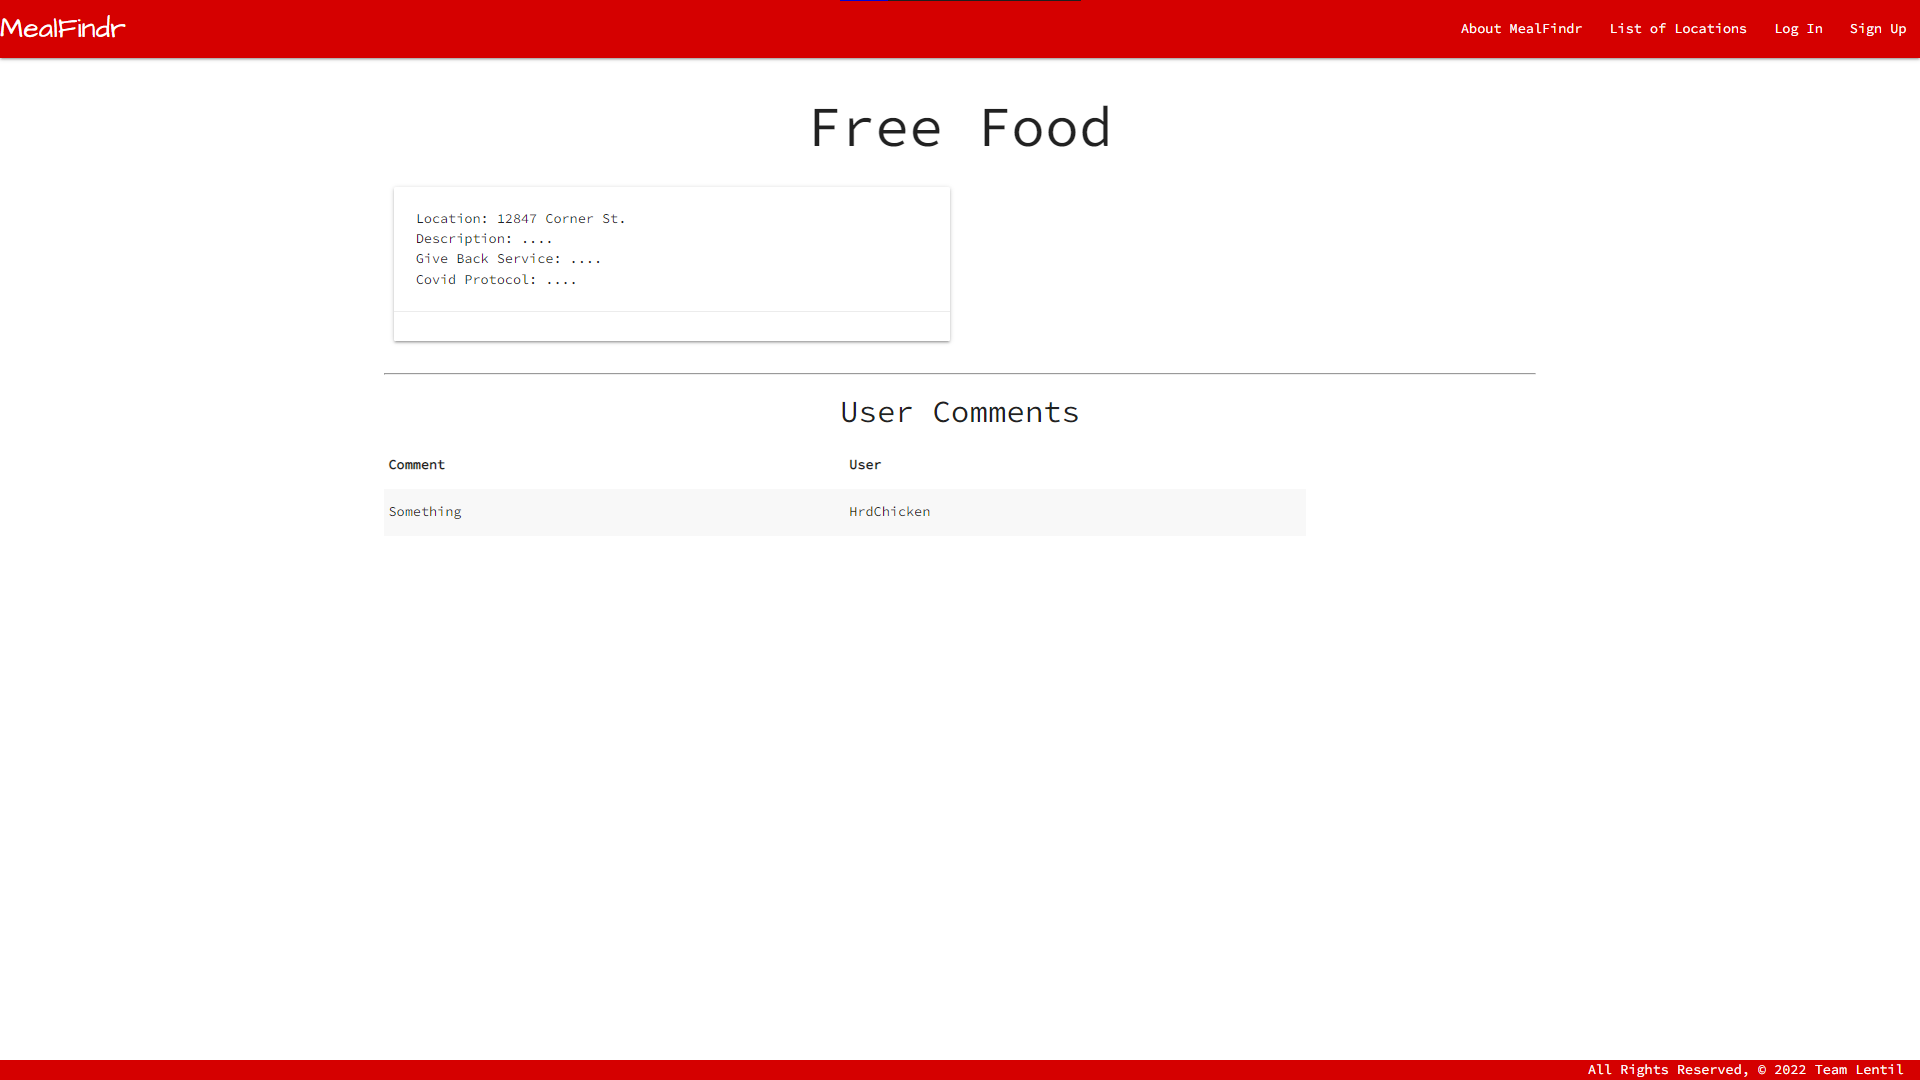 MealFindr
About MealFindr List of Locations Log In Sign Up
Free Food
Location: 12847 Corner St.
Description: ....
Give Back Service: ....
Covid Protocol: ....
User Comments
Comment User
Something HrdChicken
All Rights Reserved, © 2022 Team Lentil